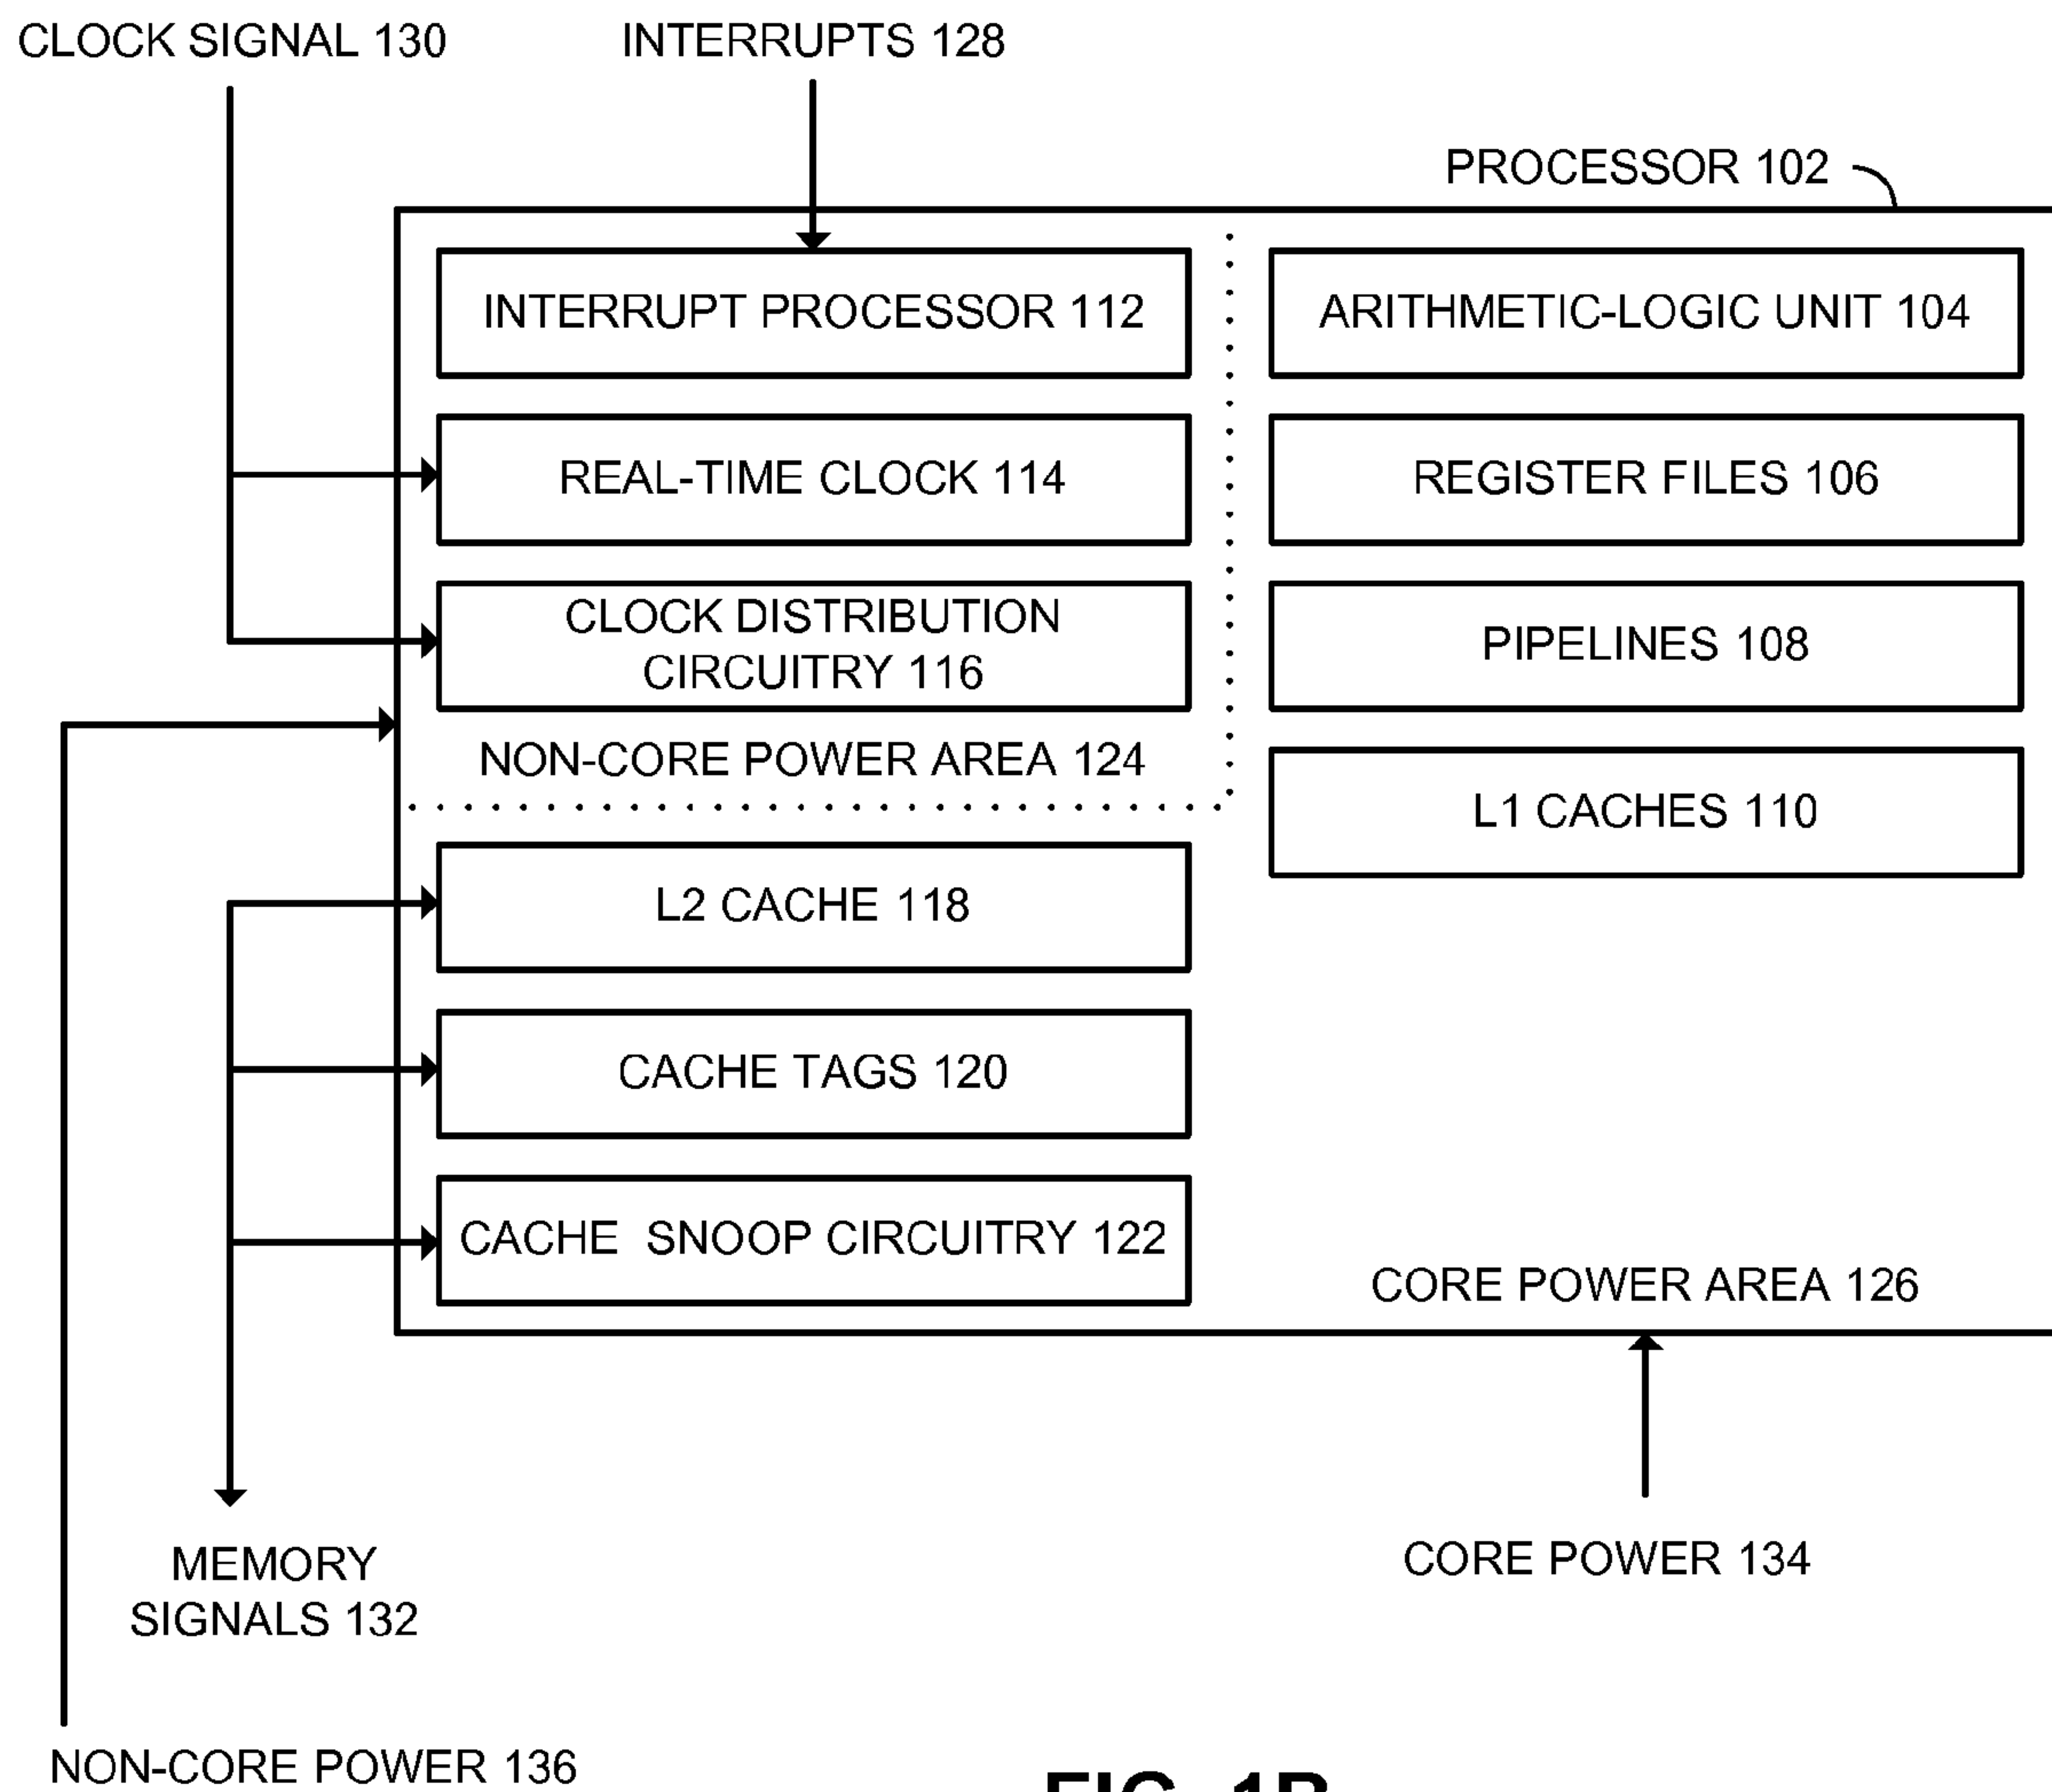 CLOCK SIGNAL 130
INTERRUPTS 128
PROCESSOR 102
INTERRUPT PROCESSOR 112
ARITHMETIC-LOGIC UNIT 104
REAL-TIME CLOCK 114
REGISTER FILES 106
CLOCK DISTRIBUTION
CIRCUITRY 116
PIPELINES 108
NON-CORE POWER AREA 124
L1 CACHES 110
L2 CACHE 118
CACHE TAGS 120
CACHE SNOOP CIRCUITRY 122
CORE POWER AREA 126
CORE POWER 134
MEMORY
SIGNALS 132
NON-CORE POWER 136
FIG. 1B